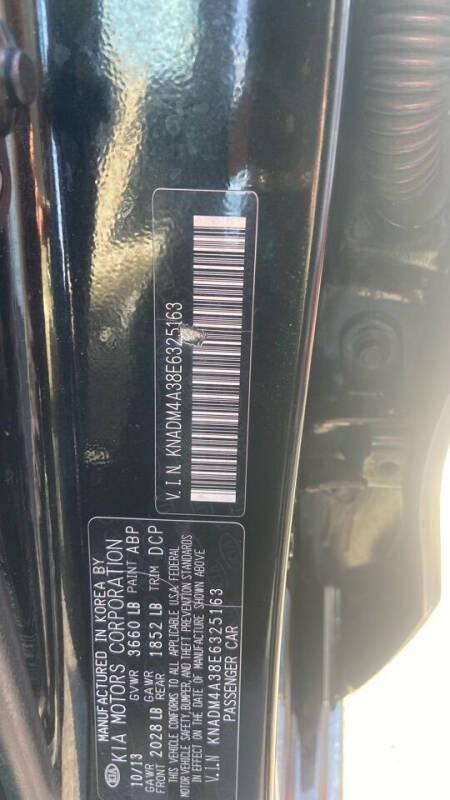 V.I.N KNADM4A38E6325163
KIA
MANUFACTURED IN KOREA BY
KIA MOTORS CORPORATION
10/13 GVWR 3660 LB PAINT ABP
GAWR FRONT 2028 LB GAWR REAR 1852 LB TRIM DCP
THIS VEHICLE CONFORMS TO ALL APPLICABLE U.S.A. FEDERAL
MOTOR VEHICLE SAFETY, BUMPER, AND THEFT PREVENTION STANDARDS
IN EFFECT ON THE DATE OF MANUFACTURE SHOWN ABOVE
V.I.N KNADM4A38E6325163
PASSENGER CAR